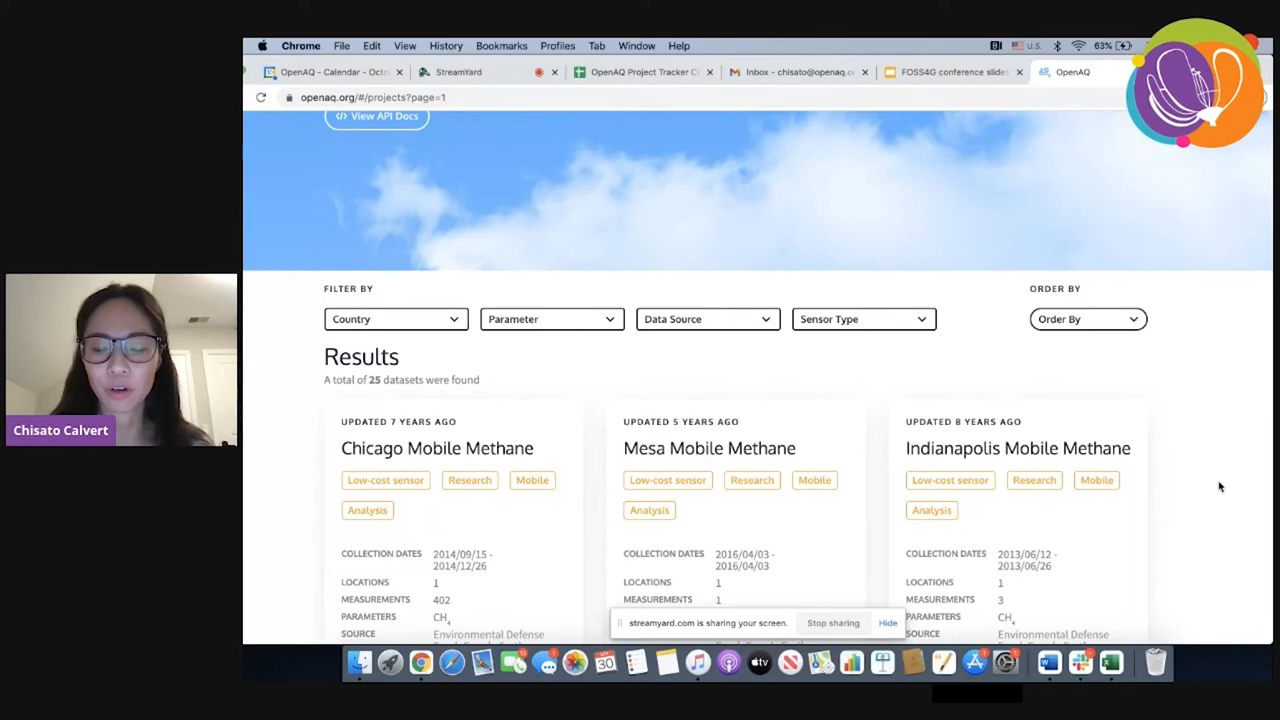 Chrome File Edit View History Bookmarks Profiles Tab Window Help
U.S. 63%
OpenAQ - Calendar - Octo
StreamYard
OpenAQ Project Tracker C
Inbox - chisato@openaq.or
FOSS4G conference slides
OpenAQ
openaq.org/#/projects?page=1
</> View API Docs
FILTER BY
ORDER BY
Country
Parameter
Data Source
Sensor Type
Order By
Results
A total of 25 datasets were found
UPDATED 7 YEARS AGO
Chicago Mobile Methane
Low-cost sensor Research Mobile
Analysis
COLLECTION DATES 2014/09/15 -
2014/12/26
LOCATIONS 1
MEASUREMENTS 402
PARAMETERS CH4
SOURCE Environmental Defense
UPDATED 5 YEARS AGO
Mesa Mobile Methane
Low-cost sensor Research Mobile
Analysis
COLLECTION DATES 2016/04/03 -
2016/04/03
LOCATIONS 1
MEASUREMENTS 1
UPDATED 8 YEARS AGO
Indianapolis Mobile Methane
Low-cost sensor Research Mobile
Analysis
COLLECTION DATES 2013/06/12 -
2013/06/26
LOCATIONS 1
MEASUREMENTS 3
PARAMETERS CH4
SOURCE Environmental Defense
streamyard.com is sharing your screen.
Stop sharing
Hide
Chisato Calvert
30
tv